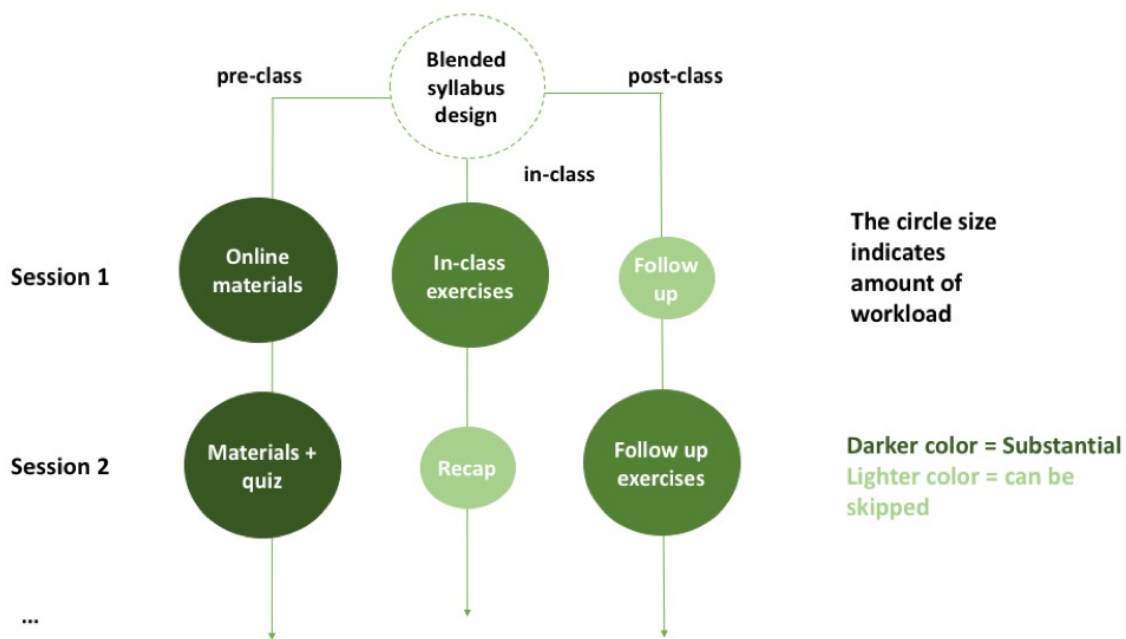 Blended
syllabus
design
pre-class
post-class
in-class
Session 1
Online
materials
In-class
exercises
Follow
up
The circle size
indicates
amount of
workload
Session 2
Materials +
quiz
Recap
Follow up
exercises
Darker color = Substantial
Lighter color = can be
skipped
...